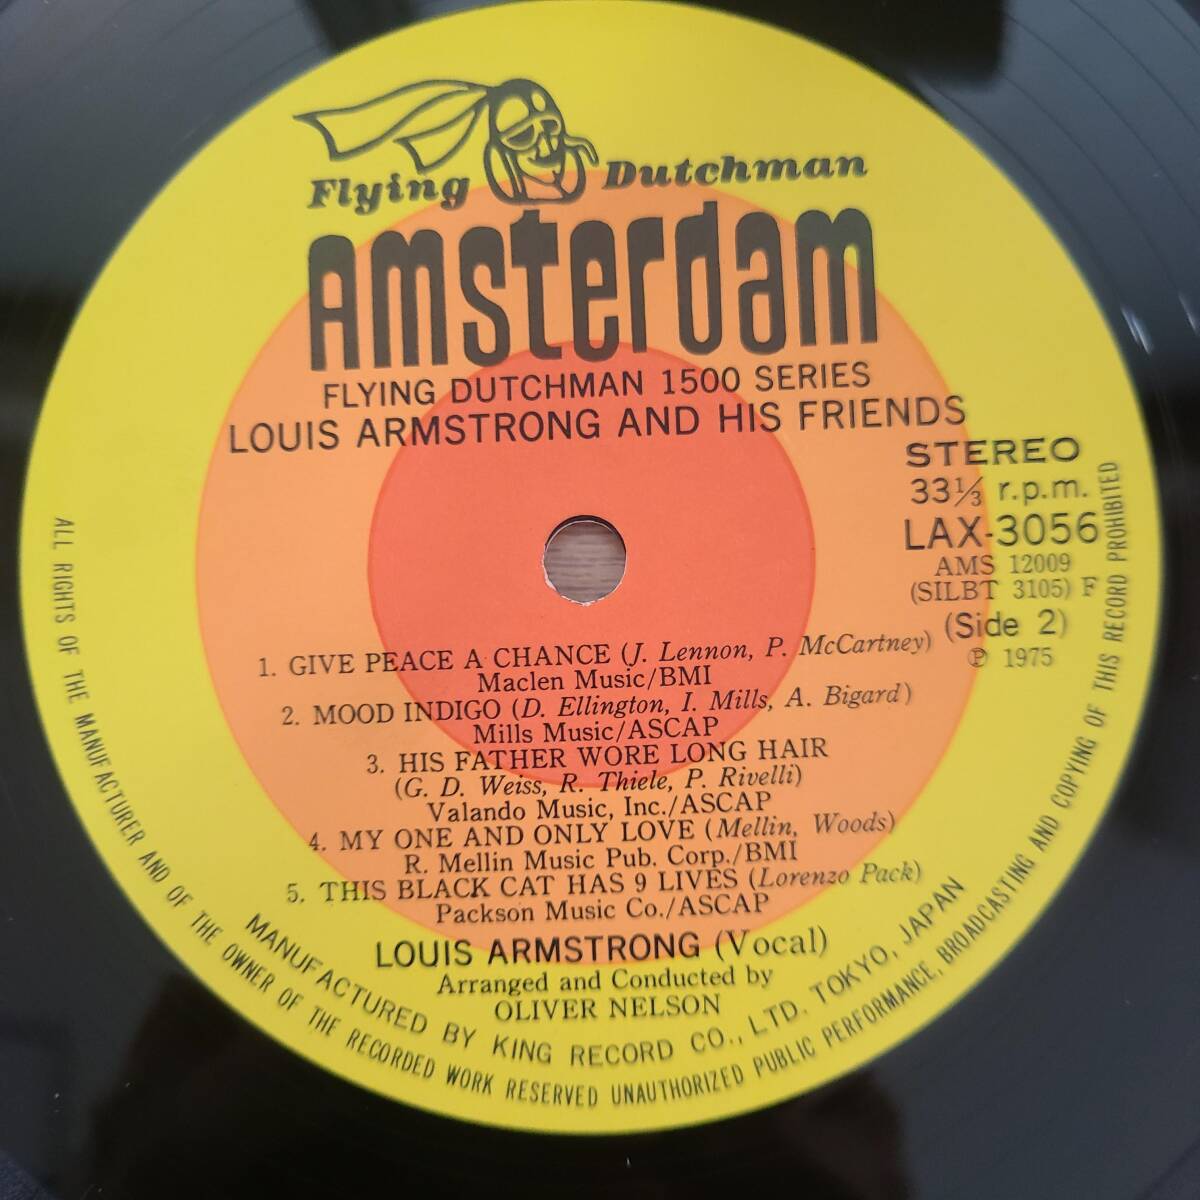 Flying Dutchman
Amsterdam
FLYING DUTCHMAN 1500 SERIES
LOUIS ARMSTRONG AND HIS FRIENDS
STEREO
33⅓ r.p.m.
LAX-3056
AMS 12009
(SILBT 3105) F
(Side 2)
℗ 1975
1. GIVE PEACE A CHANCE (J. Lennon, P. McCartney)
Maclen Music/BMI
2. MOOD INDIGO (D. Ellington, I. Mills, A. Bigard)
Mills Music/ASCAP
3. HIS FATHER WORE LONG HAIR
(G. D. Weiss, R. Thiele, P. Rivelli)
Valando Music, Inc./ASCAP
4. MY ONE AND ONLY LOVE (Mellin, Woods)
R. Mellin Music Pub. Corp./BMI
5. THIS BLACK CAT HAS 9 LIVES (Lorenzo Pack)
Packson Music Co./ASCAP
LOUIS ARMSTRONG (Vocal)
Arranged and Conducted by
OLIVER NELSON
MANUFACTURED BY KING RECORD CO., LTD. TOKYO, JAPAN
ALL RIGHTS OF THE MANUFACTURER AND OF THE OWNER OF THE RECORDED WORK RESERVED UNAUTHORIZED PUBLIC PERFORMANCE, BROADCASTING AND COPYING OF THIS RECORD PROHIBITED